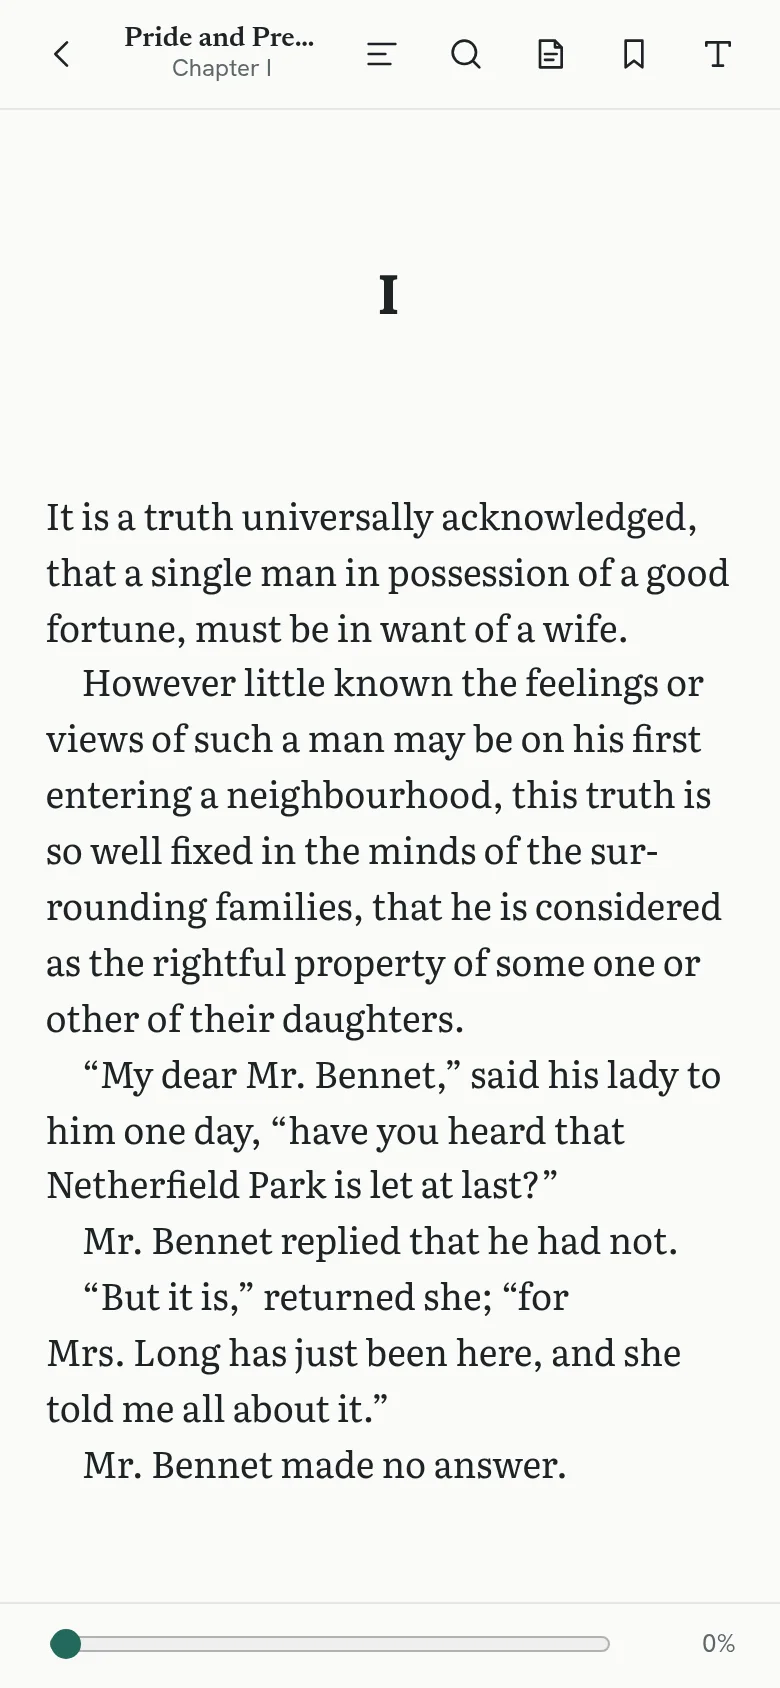 Pride and Pre...
Chapter I
I
It is a truth universally acknowledged,
that a single man in possession of a good
fortune, must be in want of a wife.
However little known the feelings or
views of such a man may be on his first
entering a neighbourhood, this truth is
so well fixed in the minds of the sur-
rounding families, that he is considered
as the rightful property of some one or
other of their daughters.
“My dear Mr. Bennet,” said his lady to
him one day, “have you heard that
Netherfield Park is let at last?”
Mr. Bennet replied that he had not.
“But it is,” returned she; “for
Mrs. Long has just been here, and she
told me all about it.”
Mr. Bennet made no answer.
0%